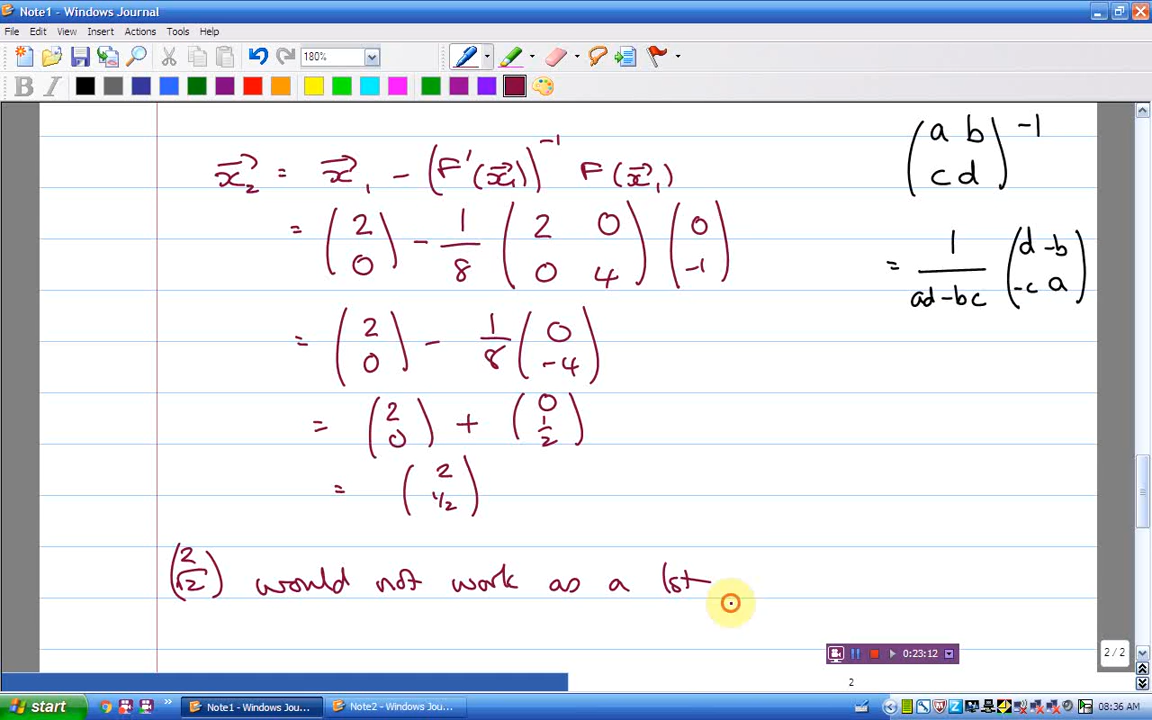 Note1 - Windows Journal
File Edit View Insert Actions Tools Help
180%
B I
x⃗₂ = x⃗₁ - (F'(x⃗₁))⁻¹ F(x⃗₁)
= (2 0) - 1/8 (2 0 0 4) (0 -1)
= (2 0) - 1/8 (0 -4)
= (2 0) + (0 1/2)
= (2 1/2)
(2 √2) would not work as a 1st
(a b c d)⁻¹
= 1/(ad-bc) (d -b -c a)
0:23:12
2 / 2
2
start
Note1 - Windows Jou...
Note2 - Windows Jou...
08:36 AM